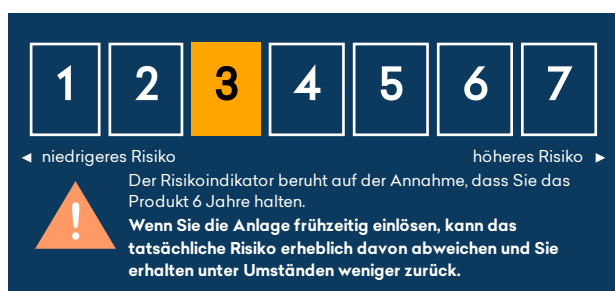 1 2 3 4 5 6 7
◄ niedrigeres Risiko höheres Risiko ►
Der Risikoindikator beruht auf der Annahme, dass Sie das
Produkt 6 Jahre halten.
Wenn Sie die Anlage frühzeitig einlösen, kann das
tatsächliche Risiko erheblich davon abweichen und Sie
erhalten unter Umständen weniger zurück.